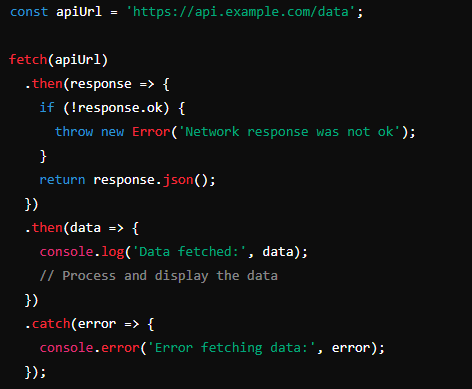 const apiUrl = 'https://api.example.com/data';

fetch(apiUrl)
  .then(response => {
    if (!response.ok) {
      throw new Error('Network response was not ok');
    }
    return response.json();
  })
  .then(data => {
    console.log('Data fetched:', data);
    // Process and display the data
  })
  .catch(error => {
    console.error('Error fetching data:', error);
  });